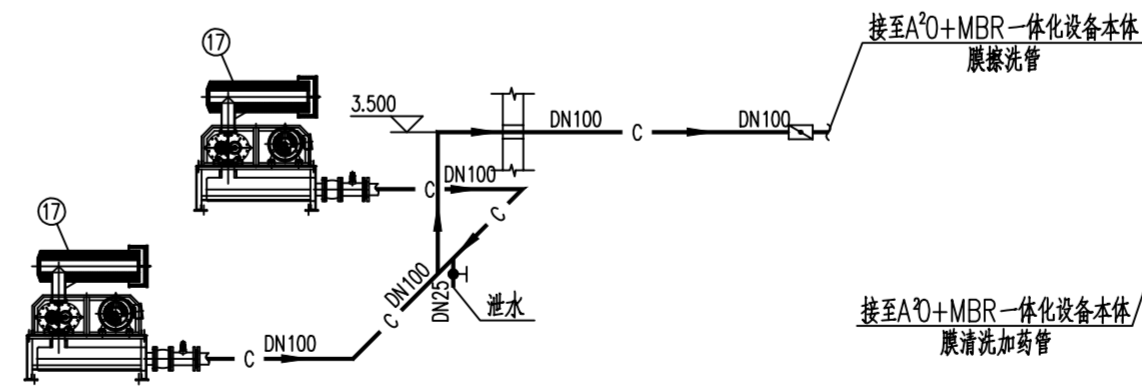 接至A²O+MBR一体化设备本体
膜擦洗管
17
3.500
DN100
C
DN100
C
DN100
C
17
DN100
C
DN25
泄水
C
DN100
接至A²O+MBR一体化设备本体
膜清洗加药管